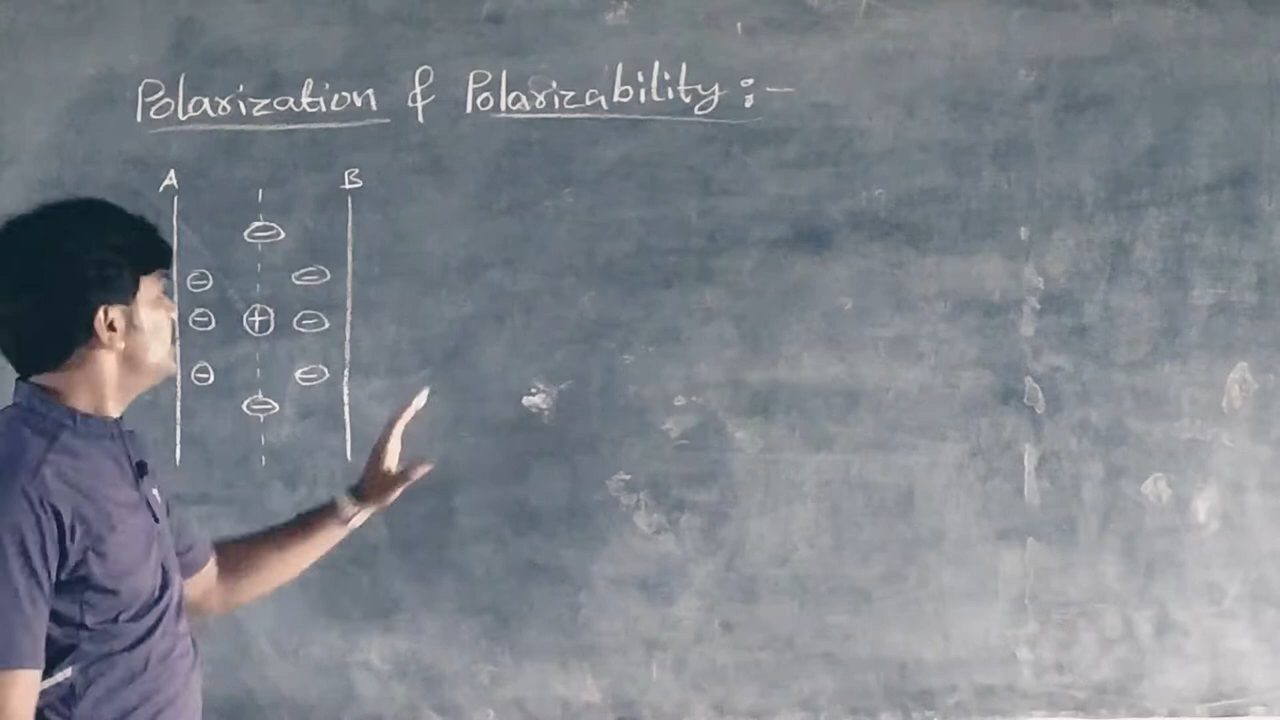 Polarization & Polarizability :-
A B
⊖
⊖ ⊖
⊖ ⊕ ⊖
⊖ ⊖
⊖